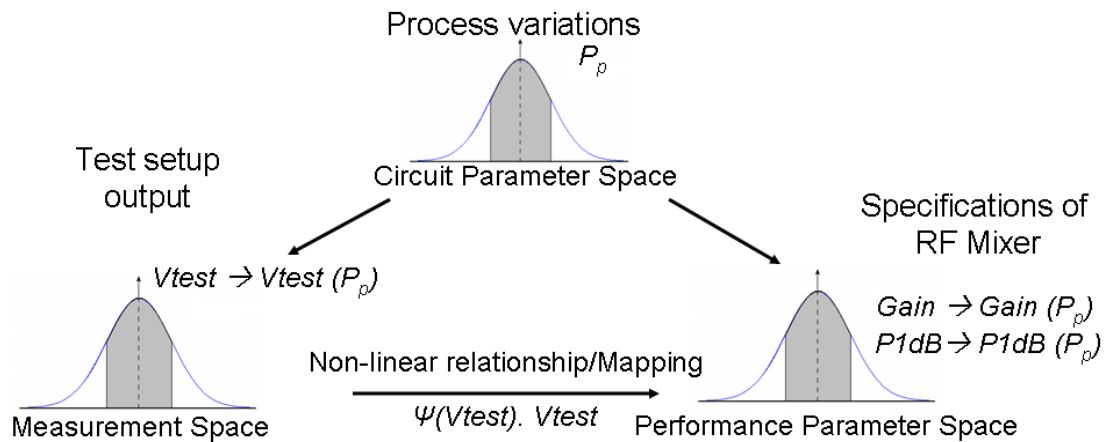 Process variations
Pp
Circuit Parameter Space
Test setup
output
Vtest → Vtest (Pp)
Measurement Space
Non-linear relationship/Mapping
Ψ(Vtest). Vtest
Specifications of
RF Mixer
Gain → Gain (Pp)
P1dB → P1dB (Pp)
Performance Parameter Space